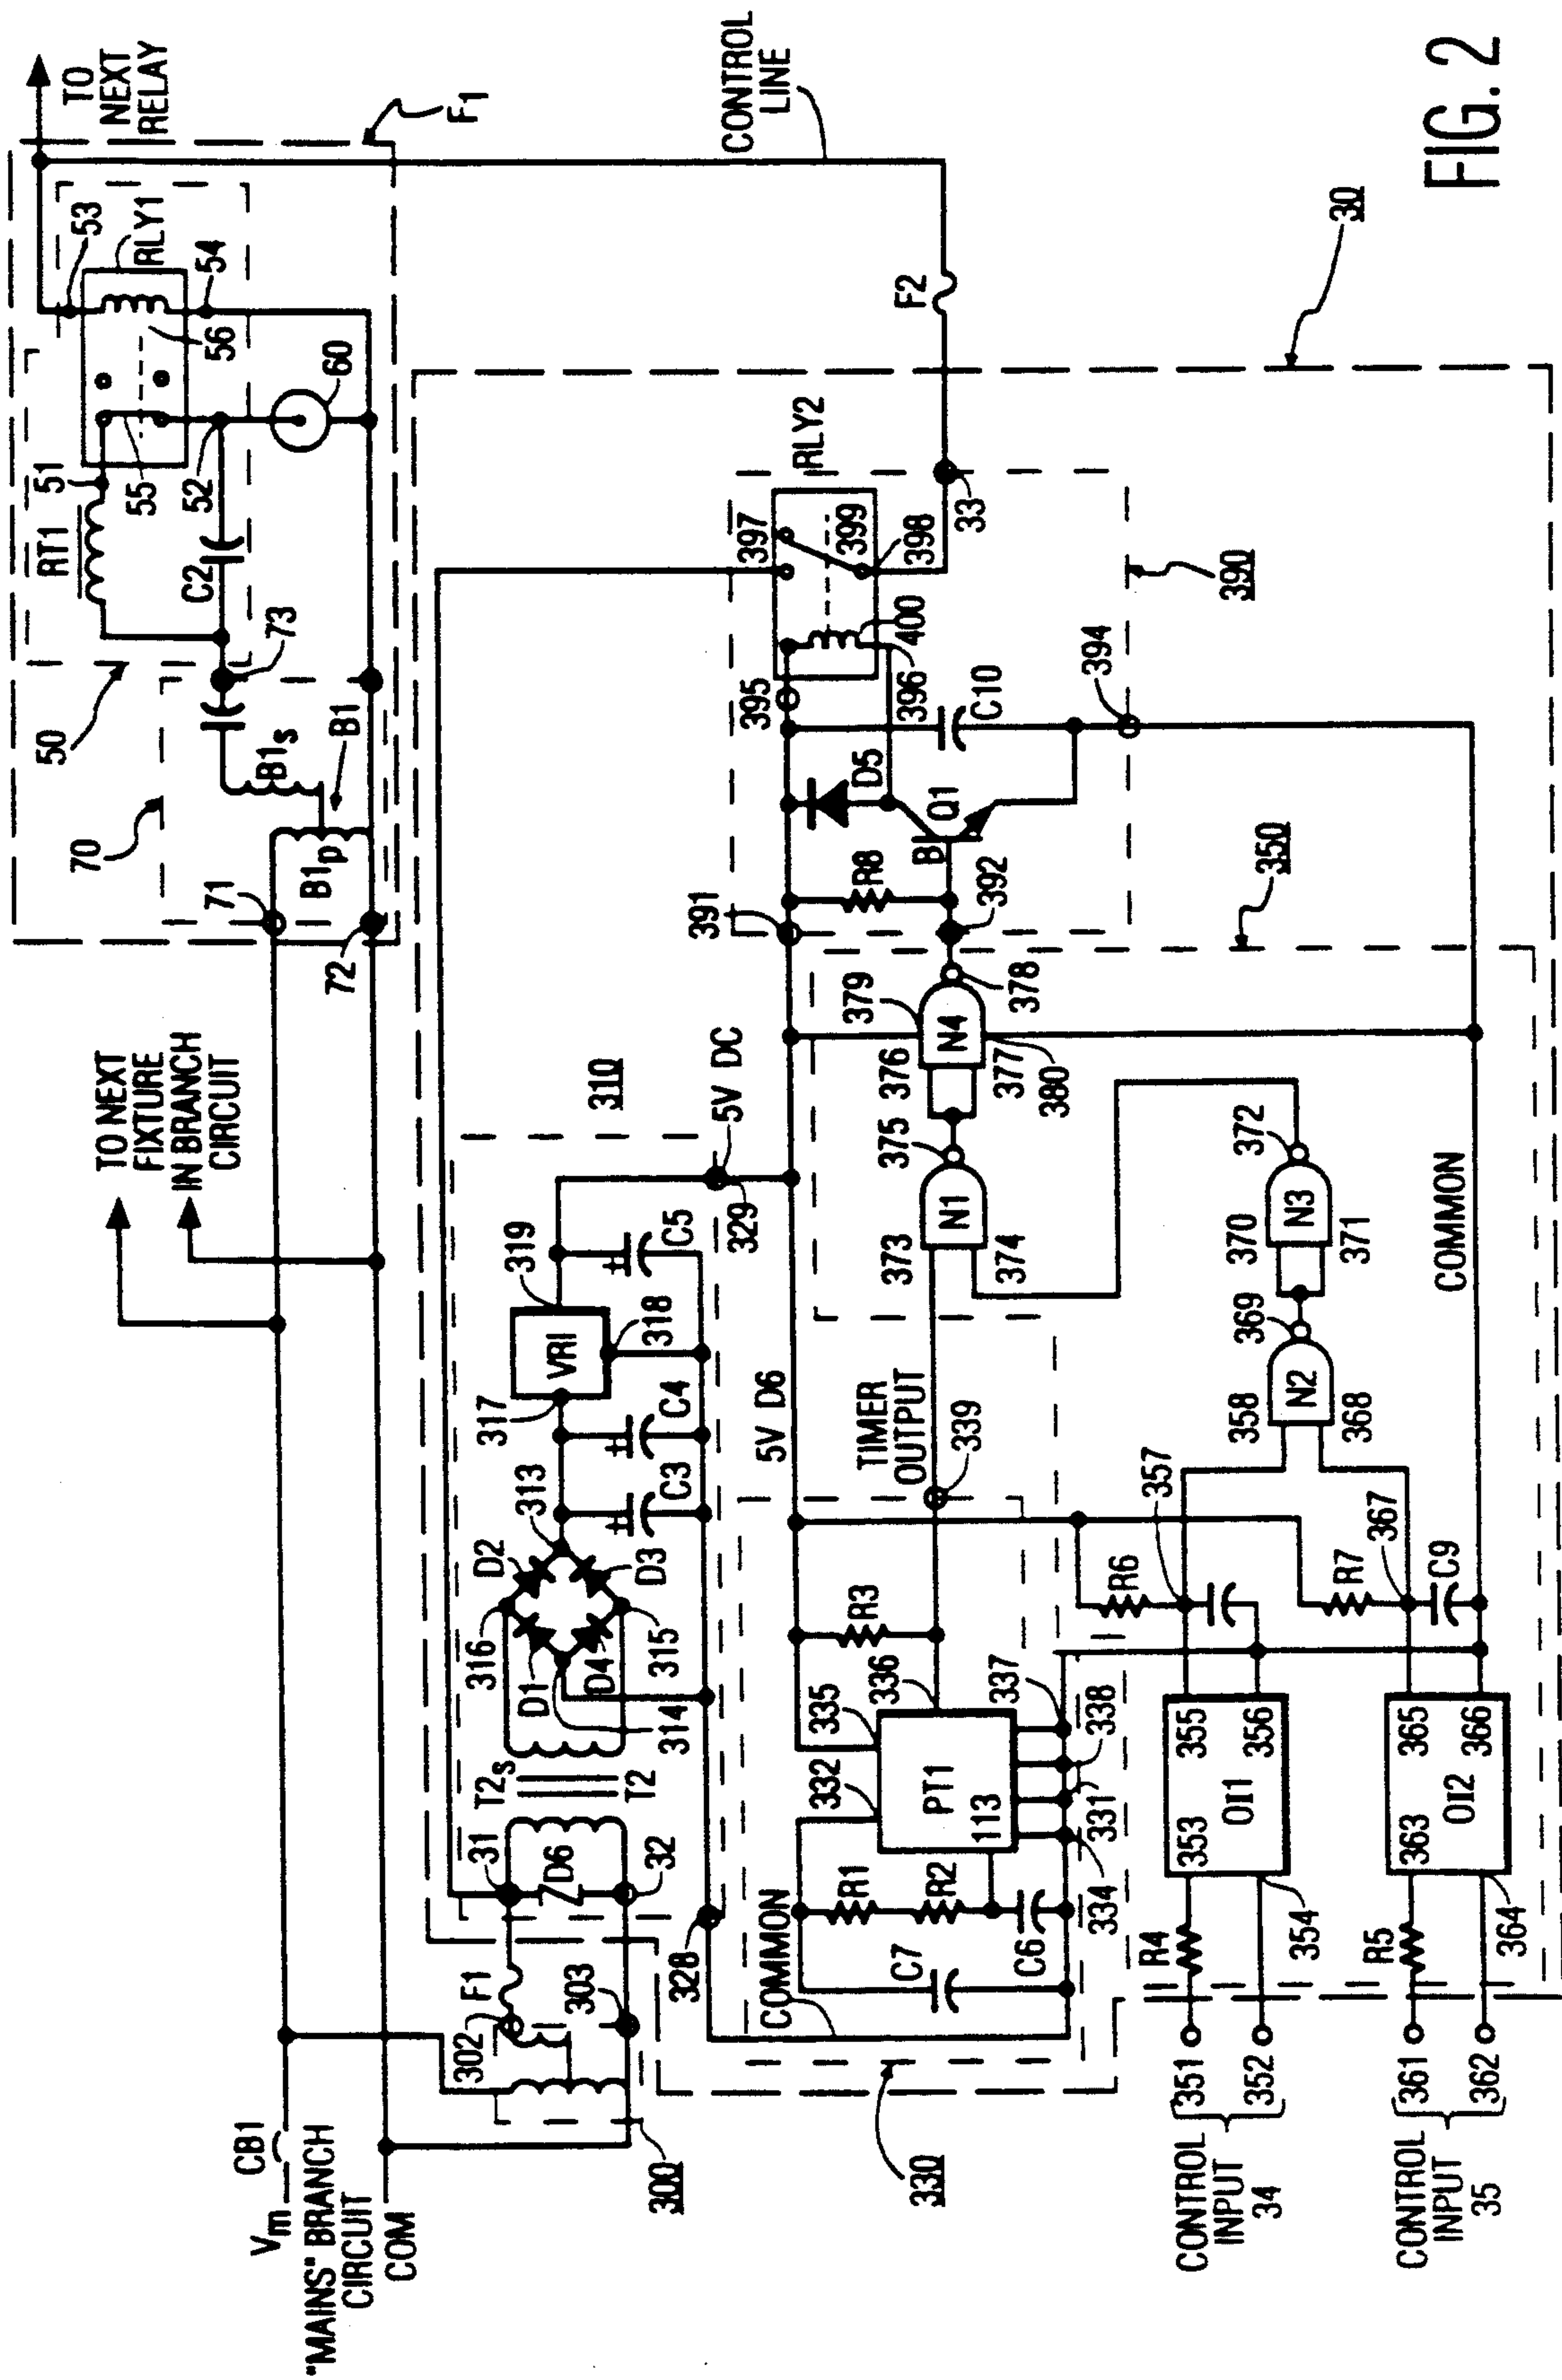 TO
NEXT
RELAY
F1
53
RLY1
54
56
60
51
55
52
RT1
C2
73
50
B1s
B1
70
B1p
71
72
TO NEXT
FIXTURE
IN BRANCH
CIRCUIT
CB1
Vm
"MAINS" BRANCH
CIRCUIT
COM
CONTROL
LINE
F2
30
FIG. 2
300
302
303
F1
31
32
D6
T2s
T2
316
D2
D1
313
D3
D4
315
314
C3
C4
317
VR1
319
318
C5
310
5V DC
329
328
COMMON
5V D6
330
C7
R1
R2
C6
332
335
PT1
113
336
337
338
331'
334
R3
TIMER
OUTPUT
339
373
374
N1
375
376
377
N4
379
380
378
391
392
R8
B
Q1
D5
C10
395
396
400
397
399
398
RLY2
33
390
394
350
CONTROL
INPUT
34
351
352
R4
353
354
OI1
355
356
R6
357
CONTROL
INPUT
35
361
362
R5
363
364
OI2
365
366
R7
367
C9
358
368
N2
369
370
371
N3
372
COMMON